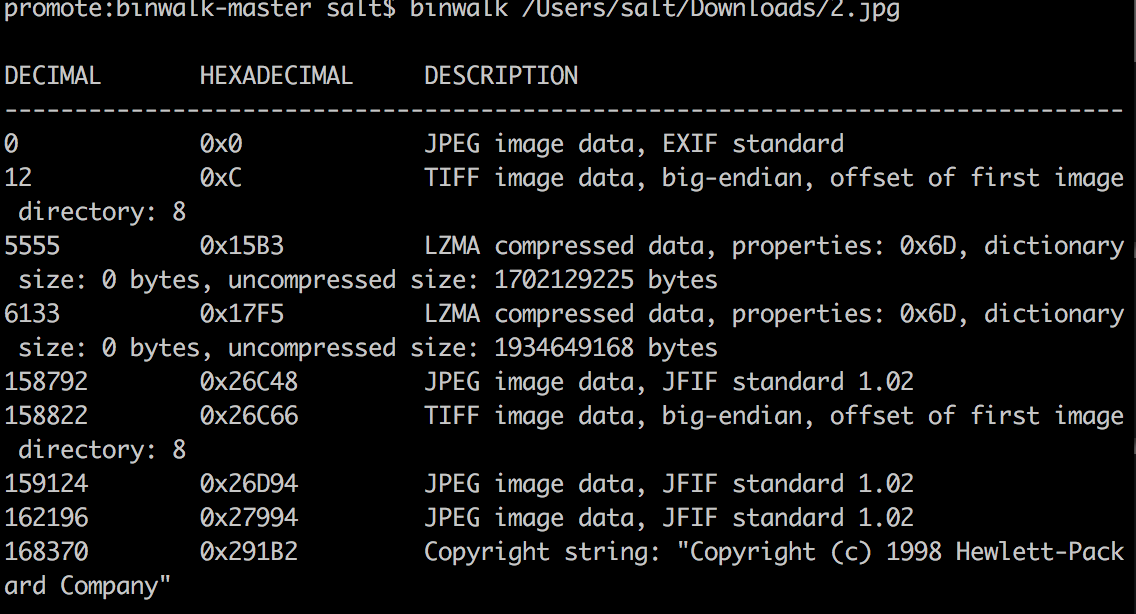 promote:binwalk-master salt$ binwalk /Users/salt/Downloads/2.jpg
DECIMAL       HEXADECIMAL     DESCRIPTION
--------------------------------------------------------------------------------
0             0x0             JPEG image data, EXIF standard
12            0xC             TIFF image data, big-endian, offset of first image
 directory: 8
5555          0x15B3          LZMA compressed data, properties: 0x6D, dictionary
 size: 0 bytes, uncompressed size: 1702129225 bytes
6133          0x17F5          LZMA compressed data, properties: 0x6D, dictionary
 size: 0 bytes, uncompressed size: 1934649168 bytes
158792        0x26C48         JPEG image data, JFIF standard 1.02
158822        0x26C66         TIFF image data, big-endian, offset of first image
 directory: 8
159124        0x26D94         JPEG image data, JFIF standard 1.02
162196        0x27994         JPEG image data, JFIF standard 1.02
168370        0x291B2         Copyright string: "Copyright (c) 1998 Hewlett-Pack
ard Company"